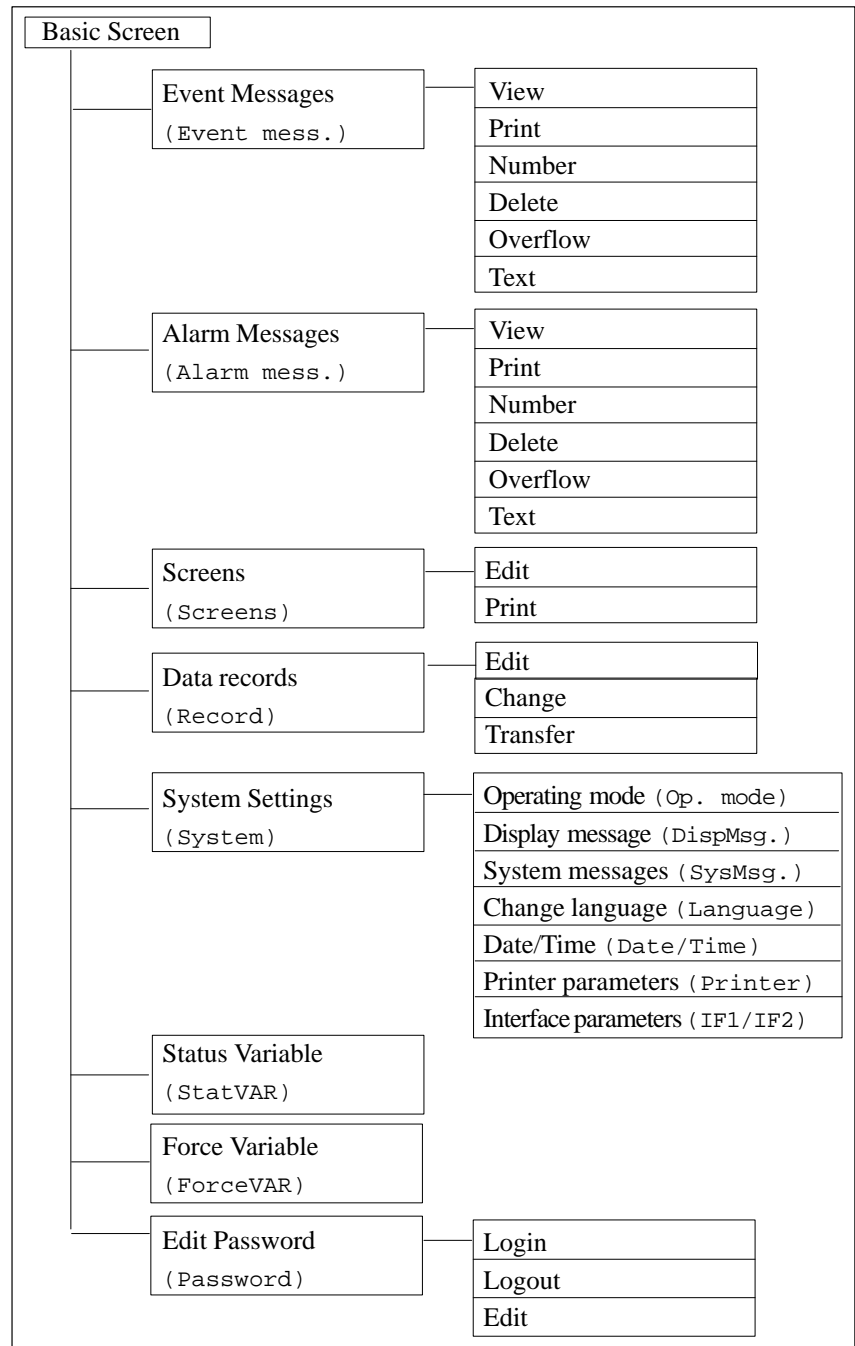 Basic Screen
Event Messages
(Event mess.)
View
Print
Number
Delete
Overflow
Text
Alarm Messages
(Alarm mess.)
View
Print
Number
Delete
Overflow
Text
Screens
(Screens)
Edit
Print
Data records
(Record)
Edit
Change
Transfer
System Settings
(System)
Operating mode (Op. mode)
Display message (DispMsg.)
System messages (SysMsg.)
Change language (Language)
Date/Time (Date/Time)
Printer parameters (Printer)
Interface parameters (IF1/IF2)
Status Variable
(StatVAR)
Force Variable
(ForceVAR)
Edit Password
(Password)
Login
Logout
Edit